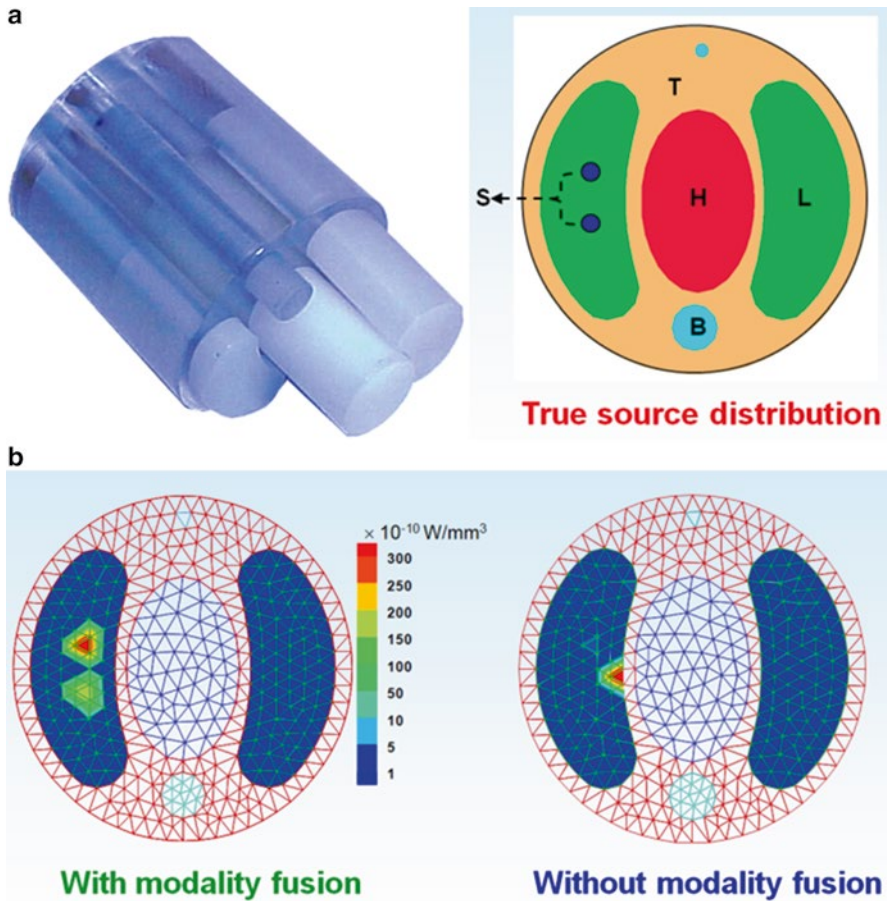 a
T
S
H
L
B
True source distribution
b
× 10⁻¹⁰ W/mm³
300
250
200
150
100
50
10
5
1
With modality fusion
Without modality fusion